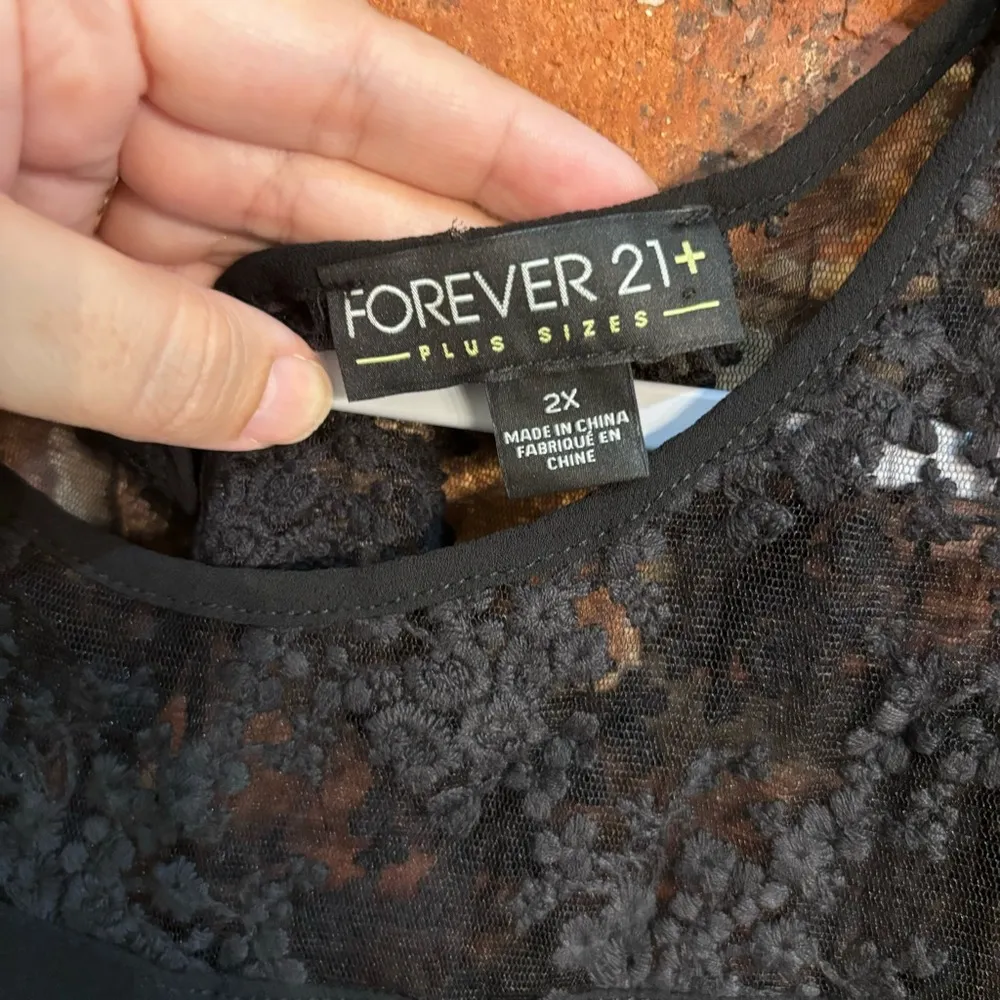 FOREVER 21+
PLUS SIZES
2X
MADE IN CHINA
FABRIQUÉ EN
CHINE